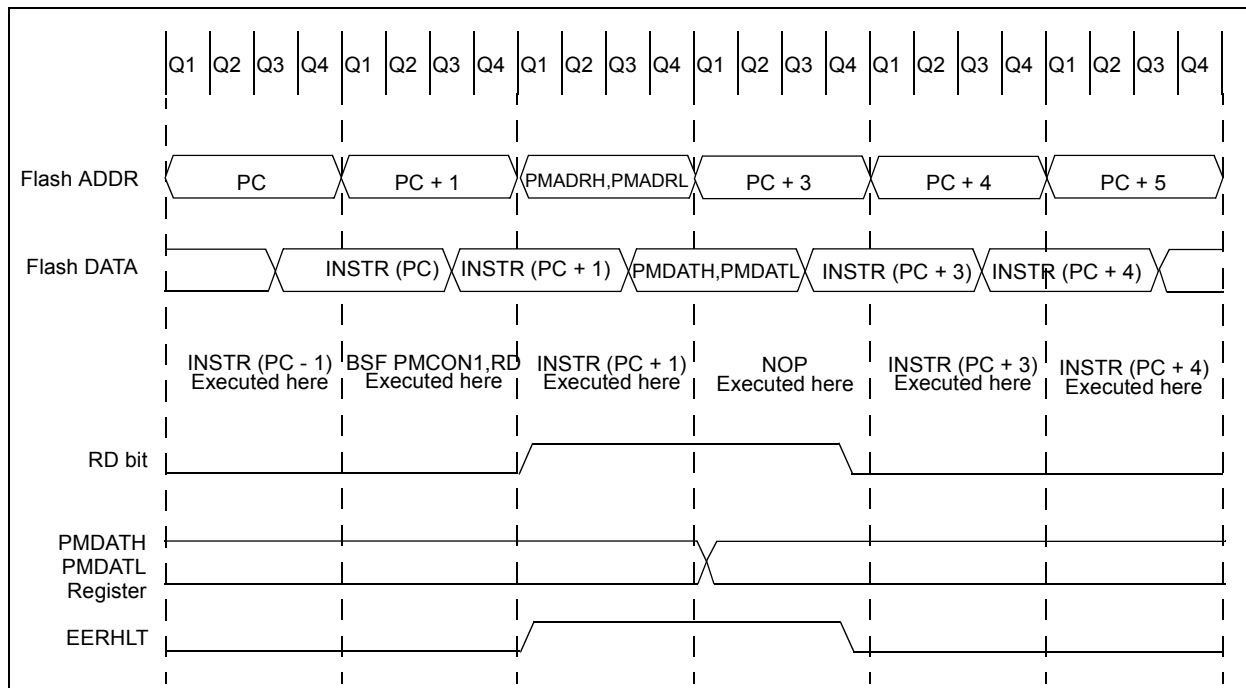 Q1 Q2 Q3 Q4 Q1 Q2 Q3 Q4 Q1 Q2 Q3 Q4 Q1 Q2 Q3 Q4 Q1 Q2 Q3 Q4 Q1 Q2 Q3 Q4
Flash ADDR PC PC + 1 PMADRH,PMADRL PC + 3 PC + 4 PC + 5
Flash DATA INSTR (PC) INSTR (PC + 1) PMDATH,PMDATL INSTR (PC + 3) INSTR (PC + 4)
INSTR (PC - 1) BSF PMCON1,RD INSTR (PC + 1) NOP INSTR (PC + 3) INSTR (PC + 4)
Executed here Executed here Executed here Executed here Executed here Executed here
RD bit
PMDATH
PMDATL
Register
EERHLT